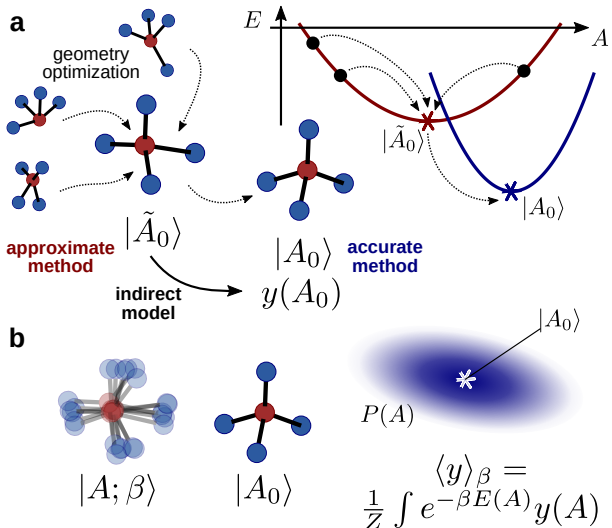 a
geometry
optimization
E
A
|Ã₀⟩
|A₀⟩
|Ã₀⟩
approximate
method
|A₀⟩
accurate
method
y(A₀)
indirect
model
b
|A₀⟩
P(A)
|A; β⟩
|A₀⟩
⟨y⟩_β =
1/Z ∫ e^{−βE(A)} y(A)